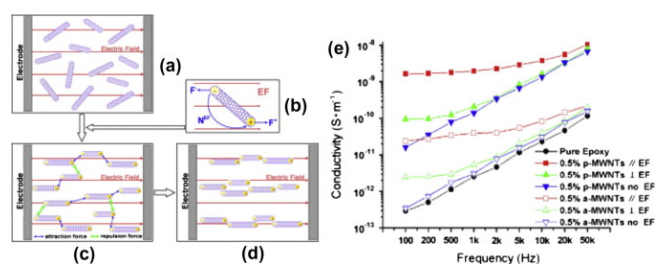 Electrode
Electric Field
(a)
EF
F⁻
N^EF
F⁺
(b)
Electrode
Electric Field
attraction force
repulsion force
(c)
Electrode
Electric Field
(d)
(e)
Conductivity (S·m⁻¹)
10⁻⁸
10⁻⁹
10⁻¹⁰
10⁻¹¹
10⁻¹²
10⁻¹³
Pure Epoxy
0.5% p-MWNTs // EF
0.5% p-MWNTs ⊥ EF
0.5% p-MWNTs no EF
0.5% a-MWNTs // EF
0.5% a-MWNTs ⊥ EF
0.5% a-MWNTs no EF
100 200 500 1k 2k 5k 10k 20k 50k
Frequency (Hz)